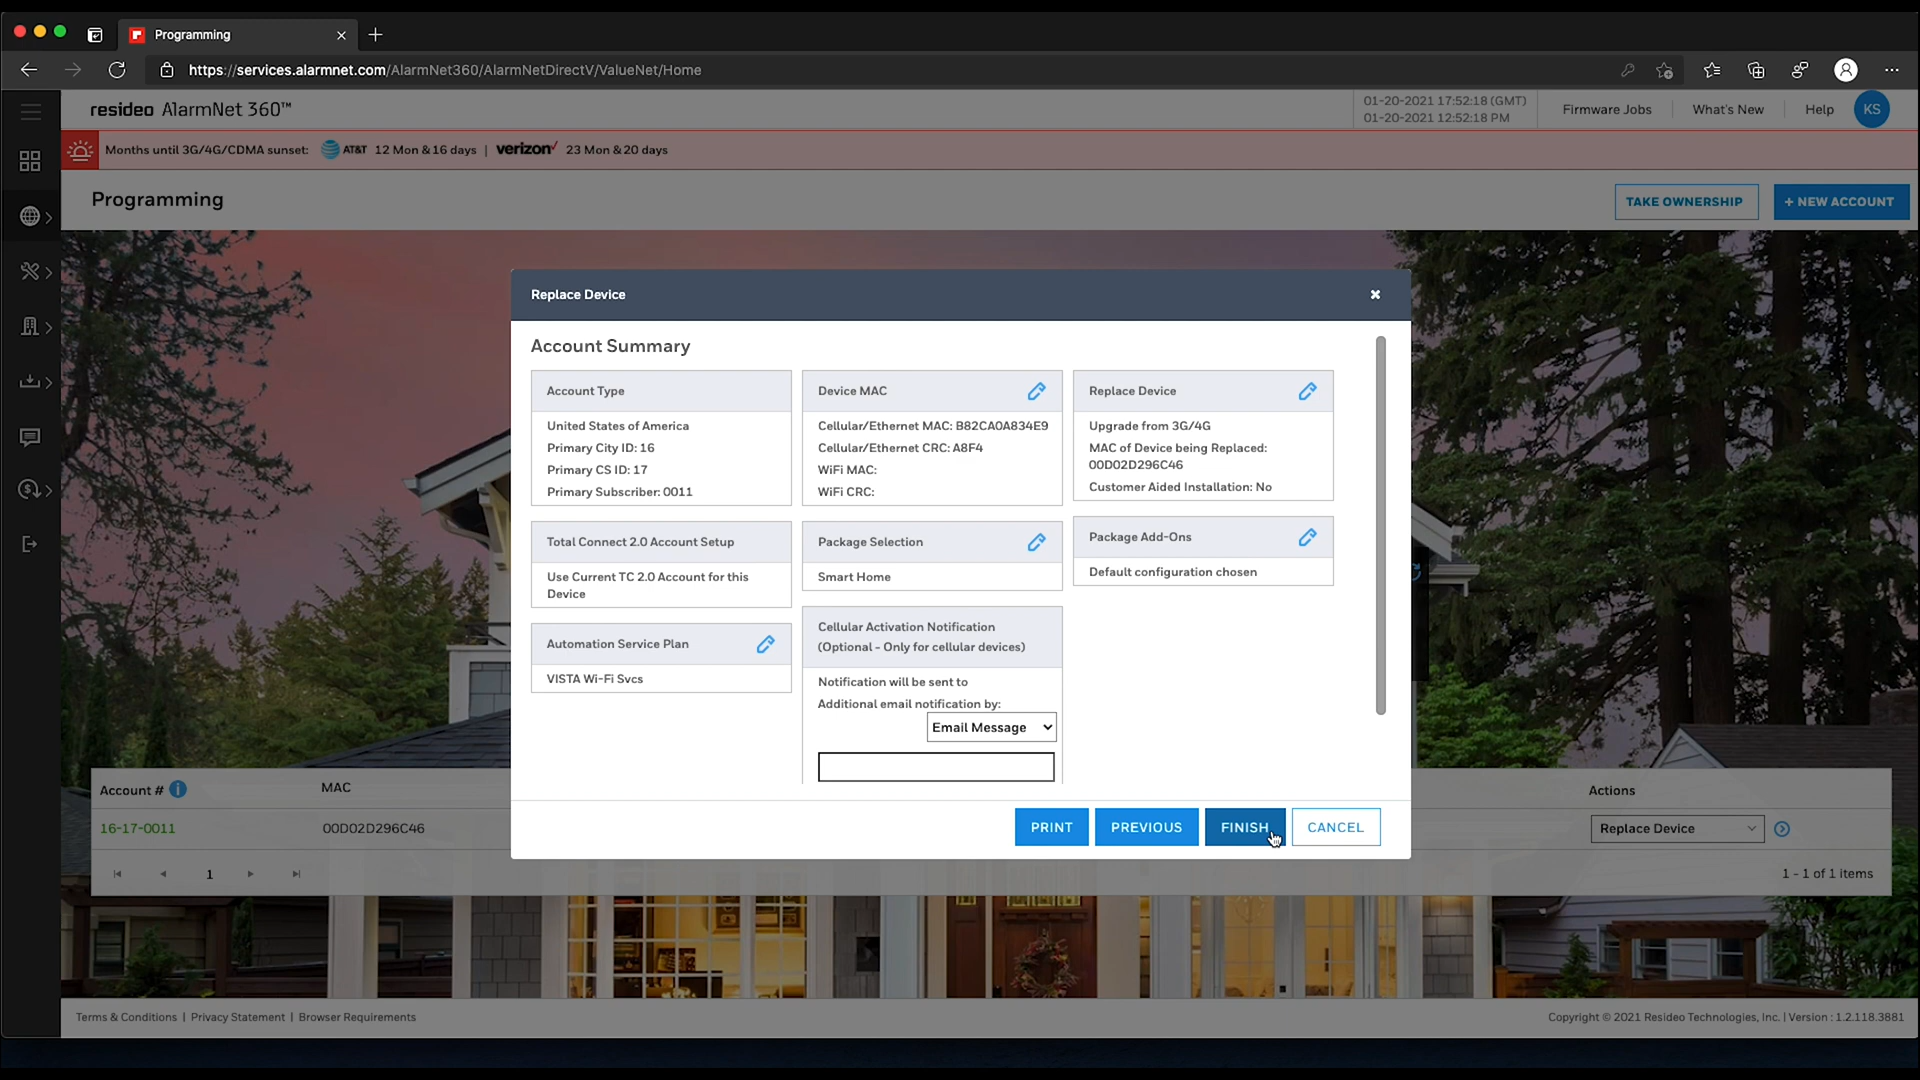 Programming
https://services.alarmnet.com/AlarmNet360/AlarmNetDirectV/ValueNet/Home
resideo AlarmNet 360™
01-20-2021 17:52:18 (GMT)
01-20-2021 12:52:18 PM
Firmware Jobs
What's New
Help
KS
Months until 3G/4G/CDMA sunset: AT&T 12 Mon & 16 days | verizon✓ 23 Mon & 20 days
Programming
TAKE OWNERSHIP
+ NEW ACCOUNT
Replace Device
Account Summary
Account Type
United States of America
Primary City ID: 16
Primary CS ID: 17
Primary Subscriber: 0011
Device MAC
Cellular/Ethernet MAC: B82CA0A834E9
Cellular/Ethernet CRC: A8F4
WiFi MAC:
WiFi CRC:
Replace Device
Upgrade from 3G/4G
MAC of Device being Replaced:
00D02D296C46
Customer Aided Installation: No
Total Connect 2.0 Account Setup
Use Current TC 2.0 Account for this
Device
Package Selection
Smart Home
Package Add-Ons
Default configuration chosen
Automation Service Plan
VISTA Wi-Fi Svcs
Cellular Activation Notification
(Optional - Only for cellular devices)
Notification will be sent to
Additional email notification by:
Email Message
PRINT
PREVIOUS
FINISH
CANCEL
Account #
MAC
Actions
16-17-0011
00D02D296C46
Replace Device
1
1 - 1 of 1 items
Terms & Conditions | Privacy Statement | Browser Requirements
Copyright © 2021 Resideo Technologies, Inc. | Version : 1.2.118.3881